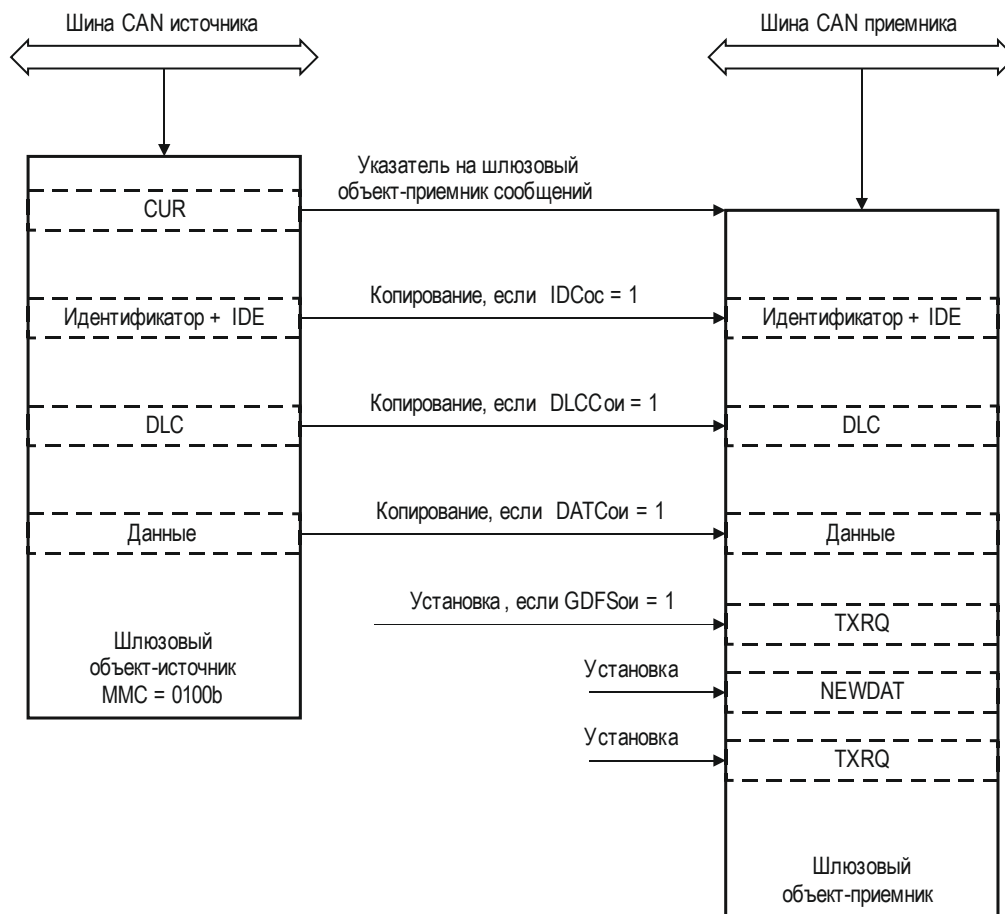 Шина CAN источника
Шина CAN приемника
Указатель на шлюзовый
объект-приемник сообщений
CUR
Идентификатор + IDE
Копирование, если IDCос = 1
Идентификатор + IDE
DLC
Копирование, если DLCCои = 1
DLC
Данные
Копирование, если DATCои = 1
Данные
Установка , если GDFSои = 1
TXRQ
Шлюзовый
объект-источник
MMC = 0100b
Установка
NEWDAT
Установка
TXRQ
Шлюзовый
объект-приемник